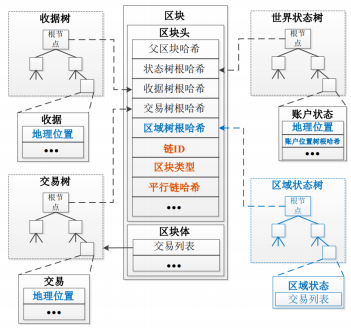 收据树
根节
点
收据
地理位置
•••
交易树
根节
点
交易
地理位置
•••
区块
区块头
父区块哈希
状态树根哈希
收据树根哈希
交易树根哈希
区域树根哈希
链ID
区块类型
平行链哈希
•••
区块体
交易列表
•••
世界状态树
根节
点
账户状态
地理位置
账户位置树根哈希
•••
区域状态树
根节
点
区域状态
交易列表